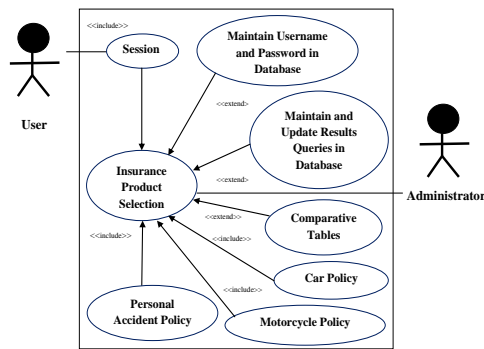 <<include>>
Session
Maintain Username
and Password in
Database
User
<<extend>
Maintain and
Update Results
Queries in
Database
Insurance
Product
Selection
<<extend>
Administrator
<<extend>>
Comparative
Tables
<<include>>
<<include>>
Car Policy
<<include>>
Personal
Accident Policy
Motorcycle Policy